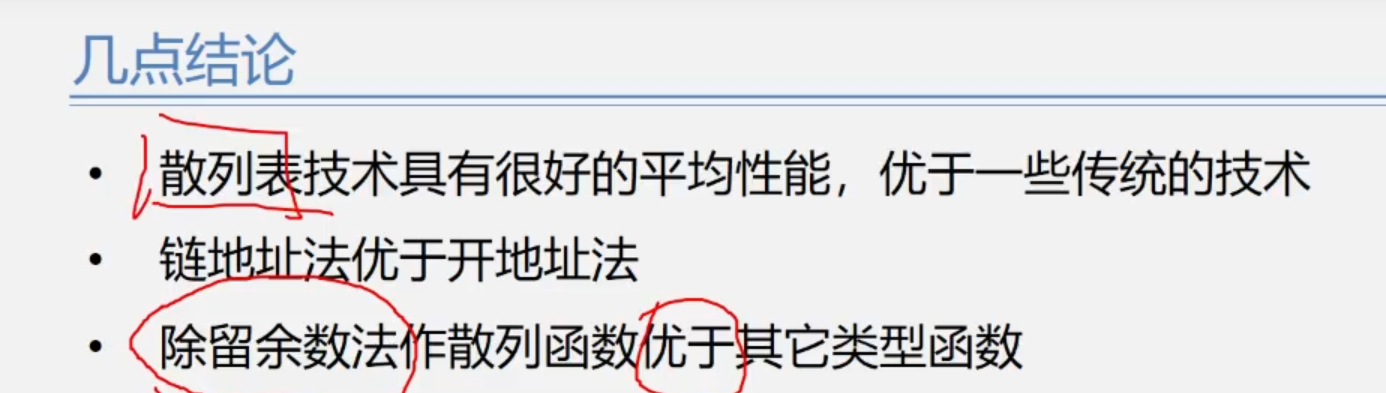 几点结论
• 散列表技术具有很好的平均性能，优于一些传统的技术
• 链地址法优于开地址法
• 除留余数法作散列函数优于其它类型函数